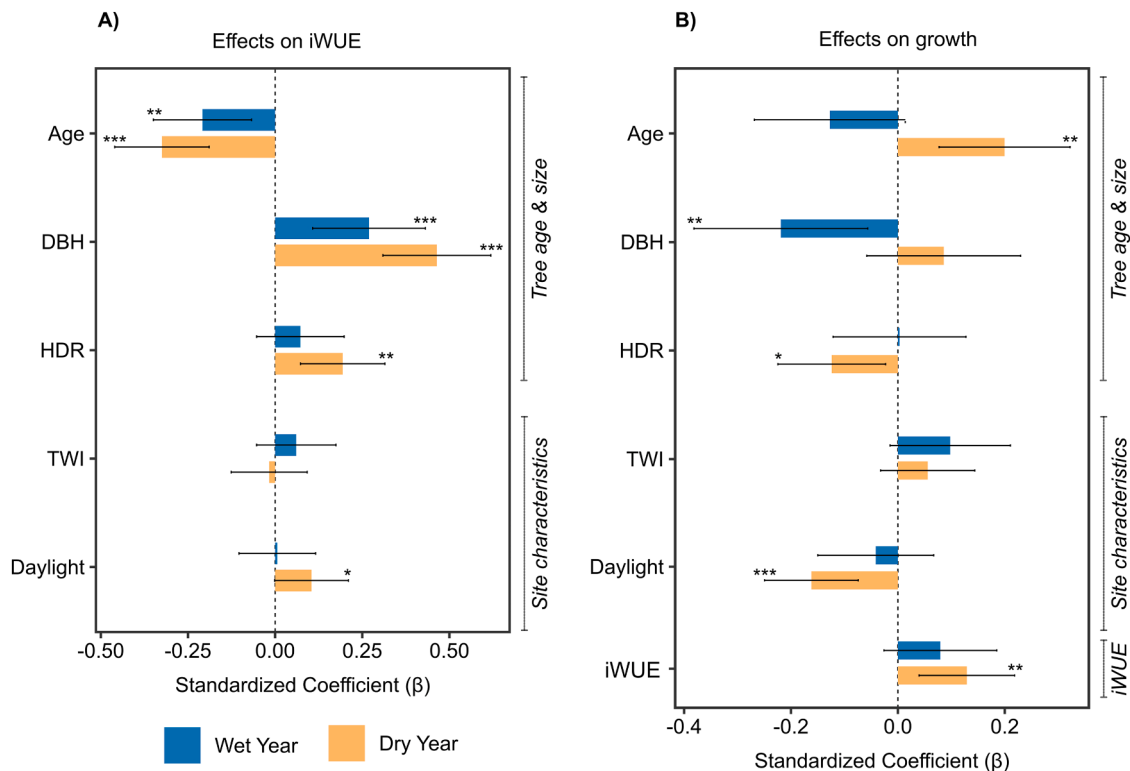 A)
Effects on iWUE
Age
**
***
DBH
***
***
HDR
**
TWI
Daylight
*
-0.50
-0.25
0.00
0.25
0.50
Standardized Coefficient (β)
Tree age & size
Site characteristics
Wet Year
Dry Year
B)
Effects on growth
Age
**
DBH
**
HDR
*
TWI
Daylight
***
iWUE
**
-0.4
-0.2
0.0
0.2
Standardized Coefficient (β)
Tree age & size
Site characteristics
iWUE